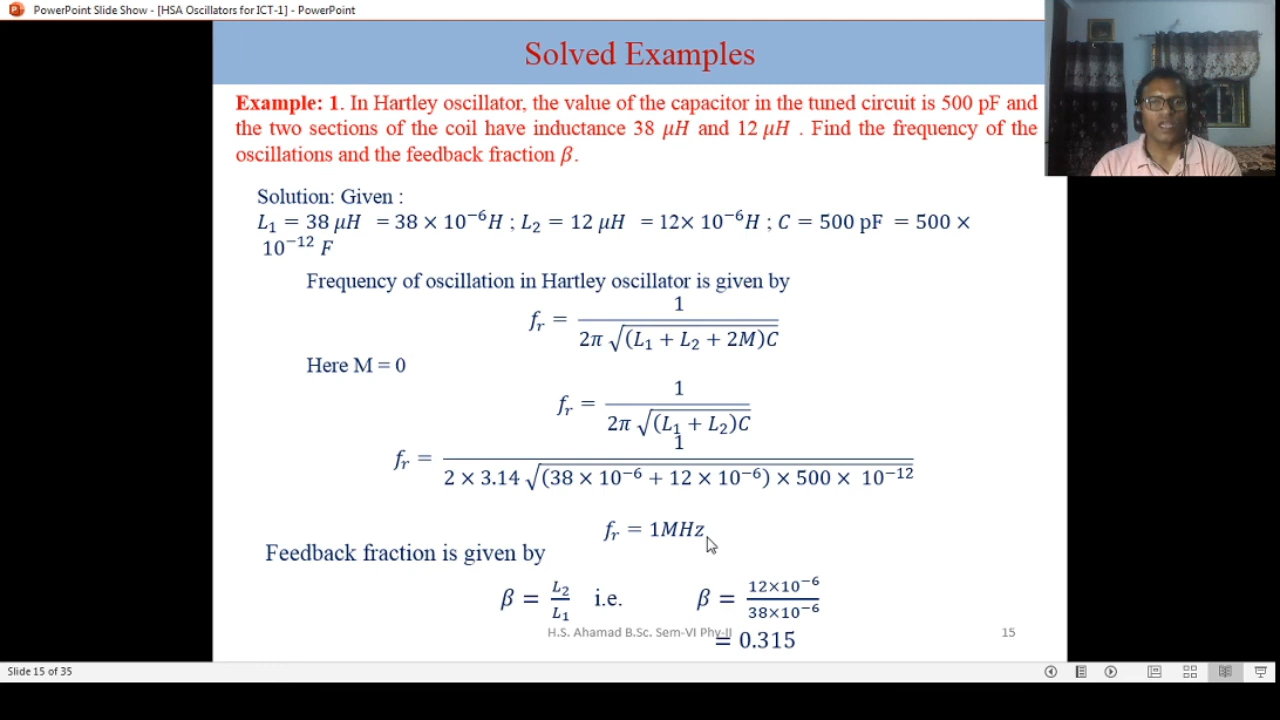 PowerPoint Slide Show - [HSA Oscillators for ICT-1] - PowerPoint
Solved Examples
Example: 1. In Hartley oscillator, the value of the capacitor in the tuned circuit is 500 pF and
the two sections of the coil have inductance 38 μH and 12 μH . Find the frequency of the
oscillations and the feedback fraction β.
Solution: Given :
L₁ = 38 μH = 38 × 10⁻⁶H ; L₂ = 12 μH = 12× 10⁻⁶H ; C = 500 pF = 500 ×
10⁻¹² F
Frequency of oscillation in Hartley oscillator is given by
fᵣ = 1 / 2π √(L₁ + L₂ + 2M)C
Here M = 0
fᵣ = 1 / 2π √(L₁ + L₂)C
fᵣ = 1 / 2 × 3.14 √(38 × 10⁻⁶ + 12 × 10⁻⁶) × 500 × 10⁻¹²
fᵣ = 1MHz
Feedback fraction is given by
β = L₂ / L₁ i.e. β = 12×10⁻⁶ / 38×10⁻⁶
= 0.315
H.S. Ahamad B.Sc. Sem-VI Phy-II
15
Slide 15 of 35